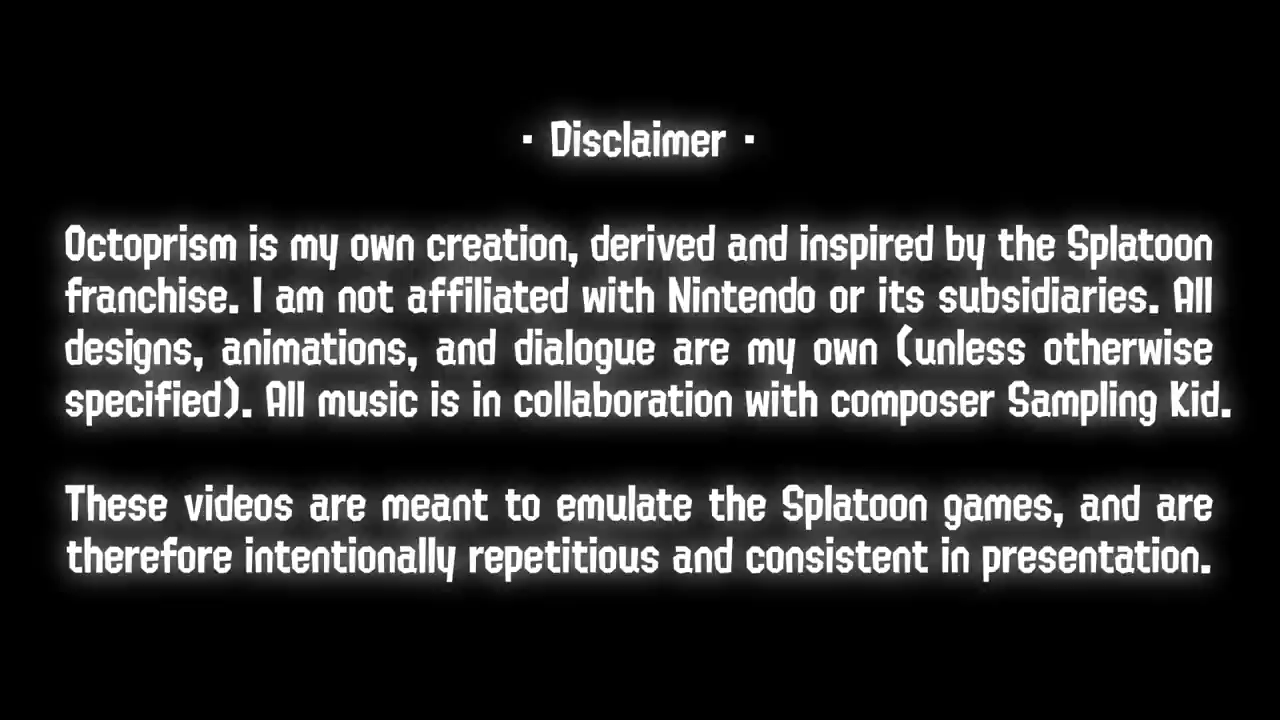 · Disclaimer ·
Octoprism is my own creation, derived and inspired by the Splatoon
franchise. I am not affiliated with Nintendo or its subsidiaries. All
designs, animations, and dialogue are my own (unless otherwise
specified). All music is in collaboration with composer Sampling Kid.
These videos are meant to emulate the Splatoon games, and are
therefore intentionally repetitious and consistent in presentation.